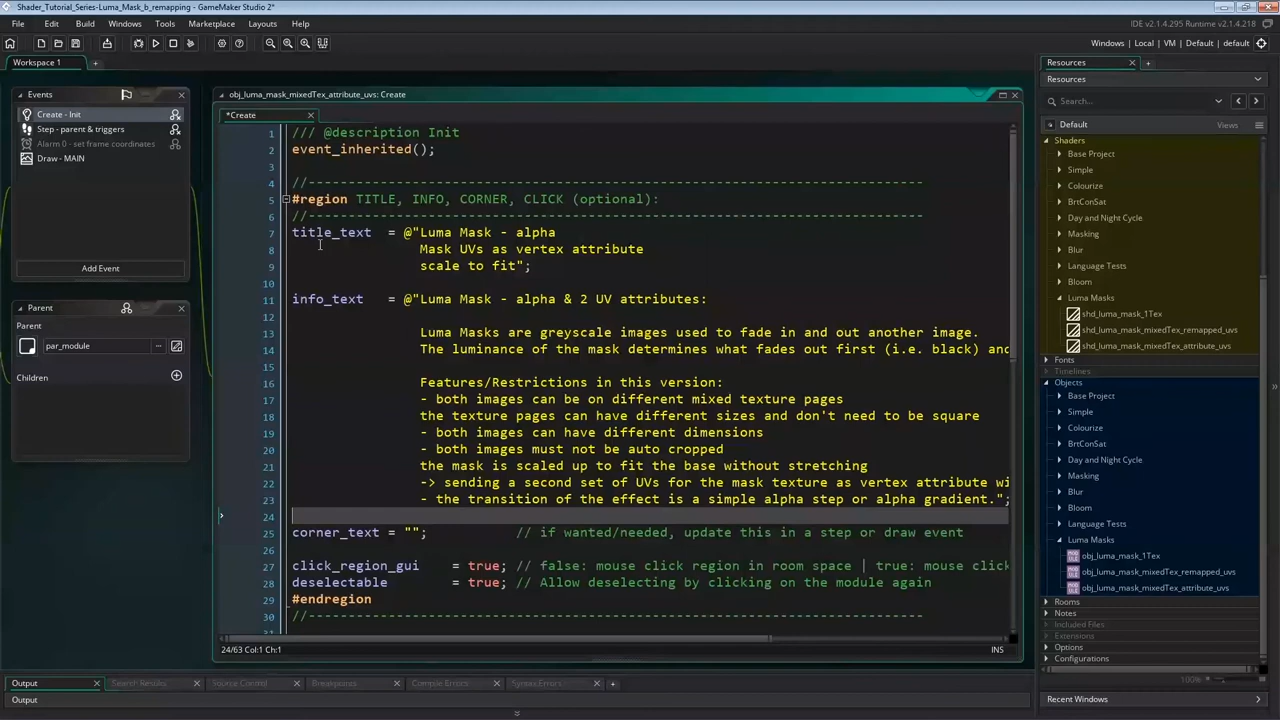 Shader_Tutorial_Series-Luma_Mask_b_remapping - GameMaker Studio 2*
File Edit Build Windows Tools Marketplace Layouts Help
IDE v2.1.4.295 Runtime v2.1.4.218
Windows | Local | VM | Default | default
Workspace 1
Events
Create - Init
Step - parent & triggers
Alarm 0 - set frame coordinates
Draw - MAIN
Add Event
Parent
Parent
par_module
Children
obj_luma_mask_mixedTex_attribute_uvs: Create
*Create
1 /// @description Init
2 event_inherited();
3
4 //------------------------------------------------------------------------------
5 #region TITLE, INFO, CORNER, CLICK (optional):
6 //------------------------------------------------------------------------------
7 title_text = @"Luma Mask - alpha
8 Mask UVs as vertex attribute
9 scale to fit";
10
11 info_text = @"Luma Mask - alpha & 2 UV attributes:
12
13 Luma Masks are greyscale images used to fade in and out another image.
14 The luminance of the mask determines what fades out first (i.e. black) and
15
16 Features/Restrictions in this version:
17 - both images can be on different mixed texture pages
18 the texture pages can have different sizes and don't need to be square
19 - both images can have different dimensions
20 - both images must not be auto cropped
21 the mask is scaled up to fit the base without stretching
22 -> sending a second set of UVs for the mask texture as vertex attribute wi
23 - the transition of the effect is a simple alpha step or alpha gradient.";
24
25 corner_text = ""; // if wanted/needed, update this in a step or draw event
26
27 click_region_gui = true; // false: mouse click region in room space | true: mouse click
28 deselectable = true; // Allow deselecting by clicking on the module again
29 #endregion
30 //------------------------------------------------------------------------------
24/63 Col:1 Ch:1
INS
Resources
Resources
Search...
Default
Views
Shaders
Base Project
Simple
Colourize
BrtConSat
Day and Night Cycle
Masking
Blur
Language Tests
Bloom
Luma Masks
shd_luma_mask_1Tex
shd_luma_mask_mixedTex_remapped_uvs
shd_luma_mask_mixedTex_attribute_uvs
Fonts
Timelines
Objects
Base Project
Simple
Colourize
BrtConSat
Day and Night Cycle
Masking
Blur
Bloom
Language Tests
Luma Masks
obj_luma_mask_1Tex
obj_luma_mask_mixedTex_remapped_uvs
obj_luma_mask_mixedTex_attribute_uvs
Rooms
Notes
Included Files
Extensions
Options
Configurations
100%
Recent Windows
Output Search Results Source Control Breakpoints Compile Errors Syntax Errors
Output